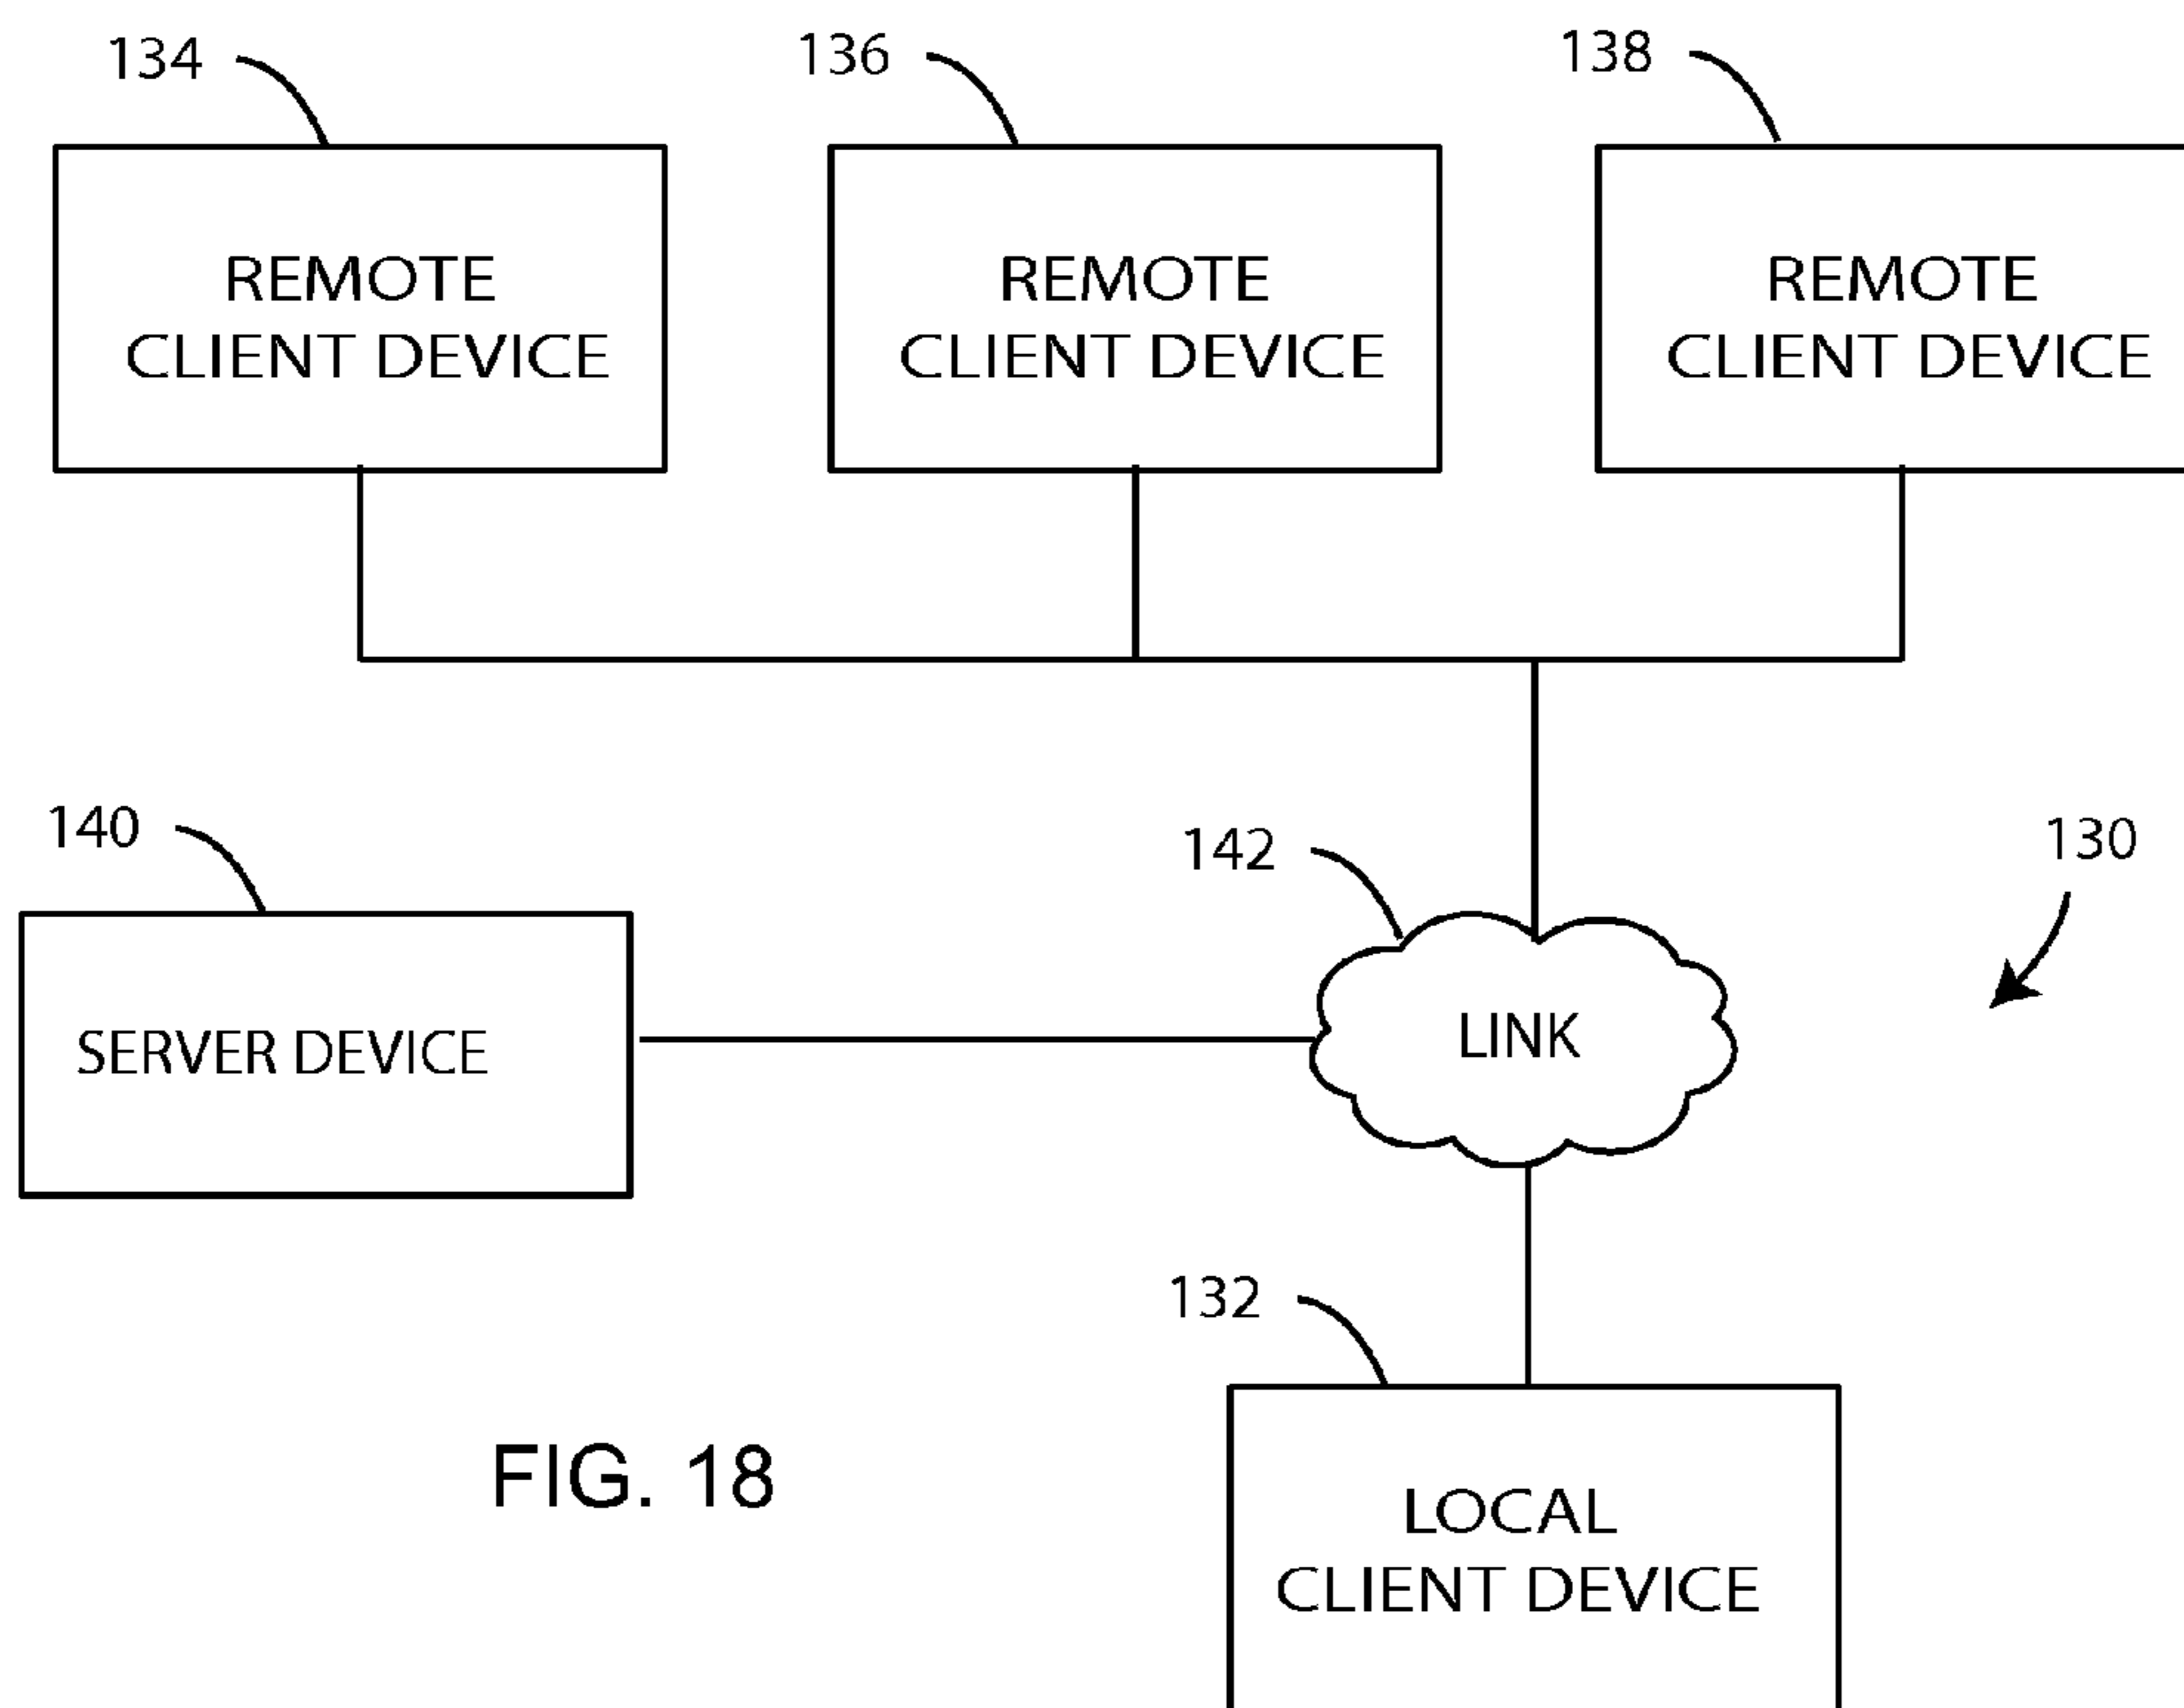 134
136
138
REMOTE
CLIENT DEVICE
REMOTE
CLIENT DEVICE
REMOTE
CLIENT DEVICE
140
142
130
SERVER DEVICE
LINK
132
FIG. 18
LOCAL
CLIENT DEVICE